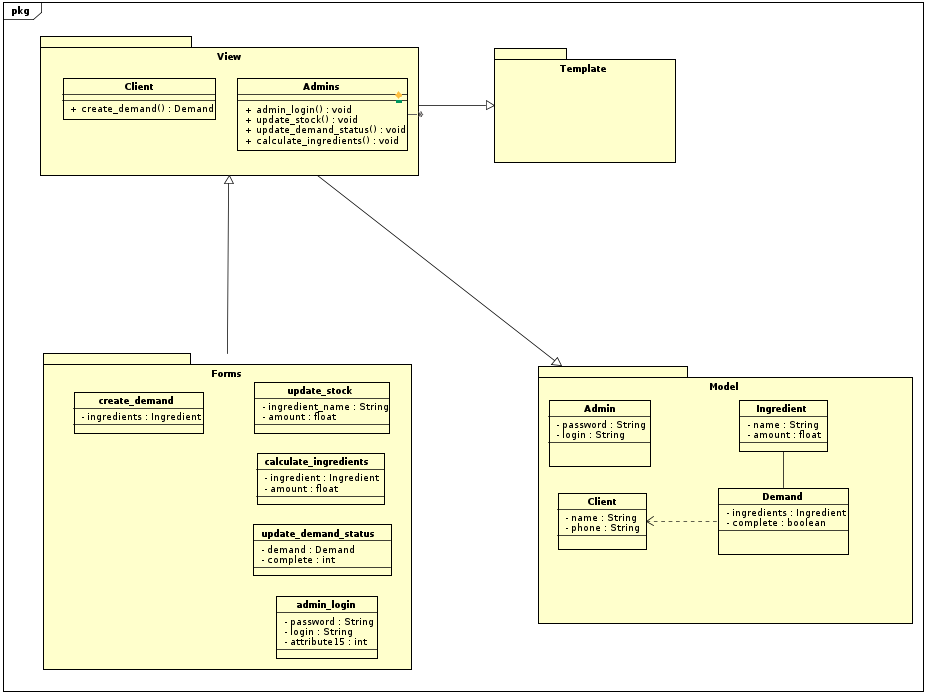 pkg
View
Client
+ create_demand() : Demand
Admins
+ admin_login() : void
+ update_stock() : void
+ update_demand_status() : void
+ calculate_ingredients() : void
Template
Forms
create_demand
- ingredients : Ingredient
update_stock
- ingredient_name : String
- amount : float
calculate_ingredients
- ingredient : Ingredient
- amount : float
update_demand_status
- demand : Demand
- complete : int
admin_login
- password : String
- login : String
- attribute15 : int
Model
Admin
- password : String
- login : String
Ingredient
- name : String
- amount : float
Client
- name : String
- phone : String
Demand
- ingredients : Ingredient
- complete : boolean